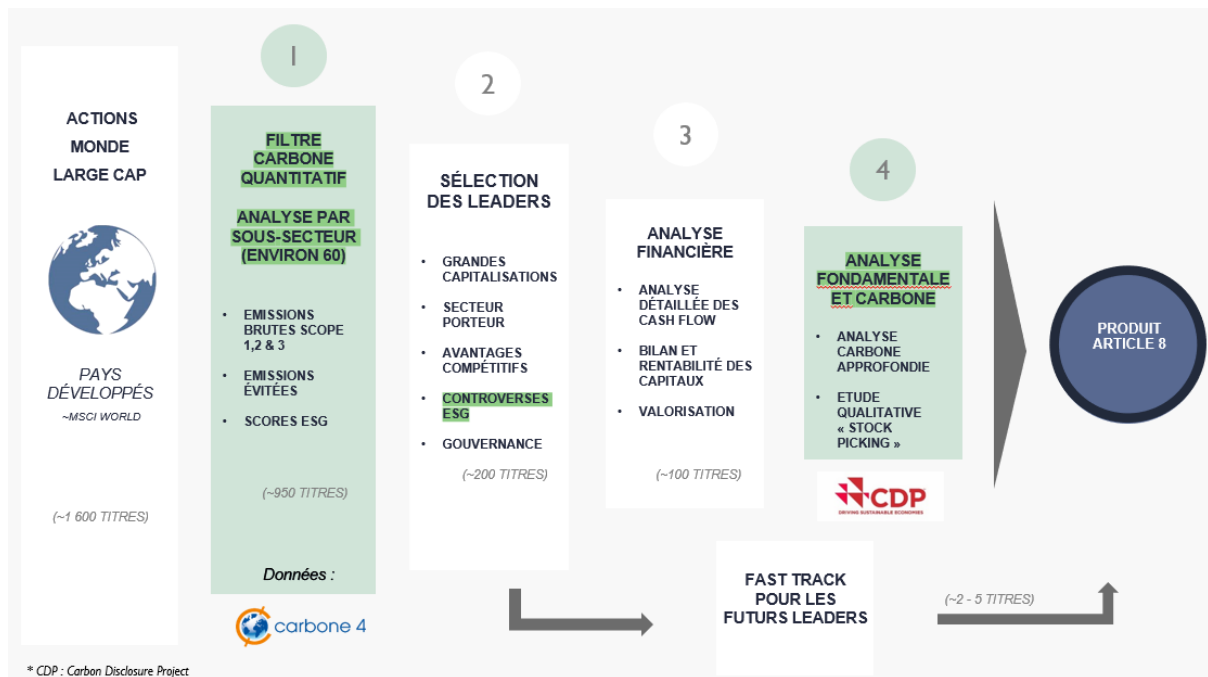 ACTIONS
MONDE
LARGE CAP
PAYS
DÉVELOPPÉS
~MSCI WORLD
(~1 600 TITRES)
1
FILTRE
CARBONE
QUANTITATIF
ANALYSE PAR
SOUS-SECTEUR
(ENVIRON 60)
• EMISSIONS
BRUTES SCOPE
1,2 & 3
• EMISSIONS
ÉVITÉES
• SCORES ESG
(~950 TITRES)
Données :
carbone 4
2
SÉLECTION
DES LEADERS
• GRANDES
CAPITALISATIONS
• SECTEUR
PORTEUR
• AVANTAGES
COMPÉTITIFS
• CONTROVERSES
ESG
• GOUVERNANCE
(~200 TITRES)
3
ANALYSE
FINANCIÈRE
• ANALYSE
DÉTAILLÉE DES
CASH FLOW
• BILAN ET
RENTABILITÉ DES
CAPITAUX
• VALORISATION
(~100 TITRES)
4
ANALYSE
FONDAMENTALE
ET CARBONE
• ANALYSE
CARBONE
APPROFONDIE
• ETUDE
QUALITATIVE
« STOCK
PICKING »
CDP
DRIVING SUSTAINABLE ECONOMIES
FAST TRACK
POUR LES
FUTURS LEADERS
(~2 - 5 TITRES)
PRODUIT
ARTICLE 8
* CDP : Carbon Disclosure Project